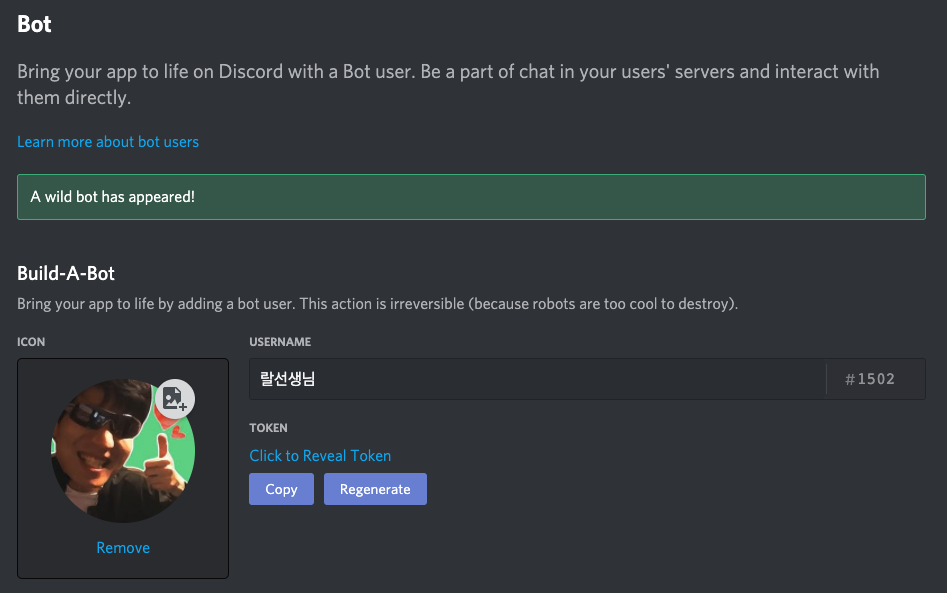 Bot
Bring your app to life on Discord with a Bot user. Be a part of chat in your users' servers and interact with
them directly.
Learn more about bot users
A wild bot has appeared!
Build-A-Bot
Bring your app to life by adding a bot user. This action is irreversible (because robots are too cool to destroy).
ICON
USERNAME
랄선생님
#1502
TOKEN
Click to Reveal Token
Copy
Regenerate
Remove